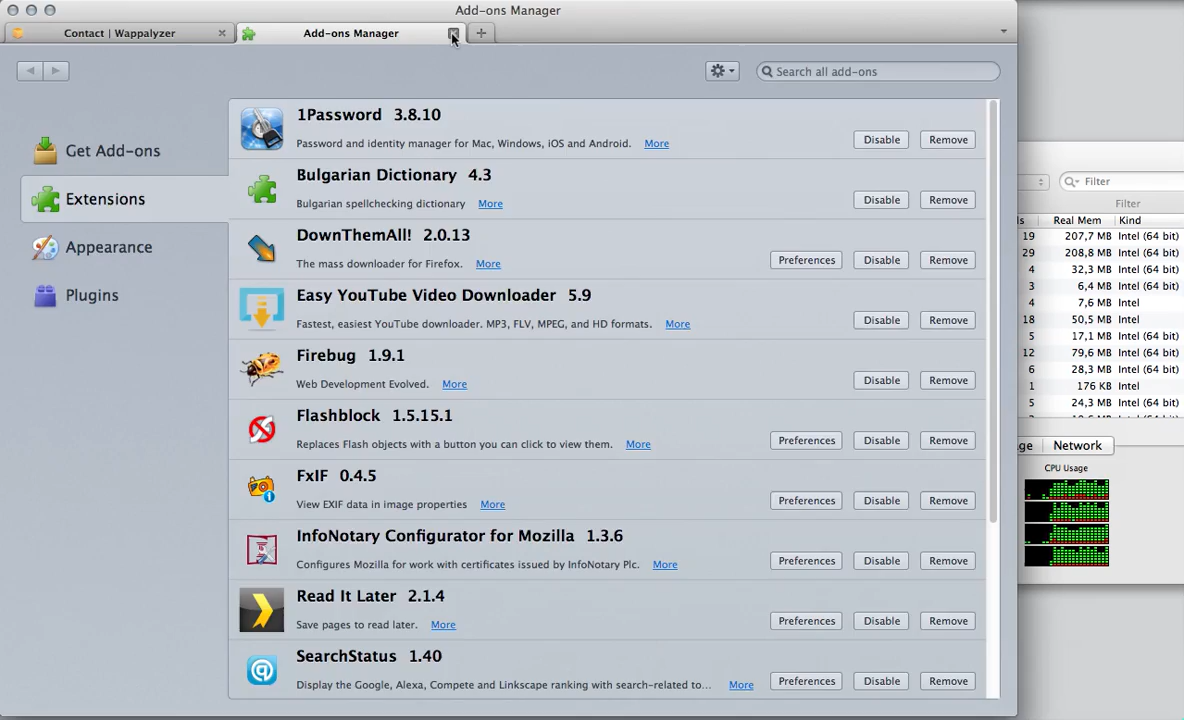 Add-ons Manager
Contact | Wappalyzer
Add-ons Manager
Search all add-ons
Get Add-ons
Extensions
Appearance
Plugins
1Password 3.8.10
Password and identity manager for Mac, Windows, iOS and Android. More
Disable Remove
Bulgarian Dictionary 4.3
Bulgarian spellchecking dictionary More
Disable Remove
DownThemAll! 2.0.13
The mass downloader for Firefox. More
Preferences Disable Remove
Easy YouTube Video Downloader 5.9
Fastest, easiest YouTube downloader. MP3, FLV, MPEG, and HD formats. More
Disable Remove
Firebug 1.9.1
Web Development Evolved. More
Disable Remove
Flashblock 1.5.15.1
Replaces Flash objects with a button you can click to view them. More
Preferences Disable Remove
FxIF 0.4.5
View EXIF data in image properties More
Preferences Disable Remove
InfoNotary Configurator for Mozilla 1.3.6
Configures Mozilla for work with certificates issued by InfoNotary Plc. More
Preferences Disable Remove
Read It Later 2.1.4
Save pages to read later. More
Preferences Disable Remove
SearchStatus 1.40
Display the Google, Alexa, Compete and Linkscape ranking with search-related to... More
Preferences Disable Remove
Filter
Filter
ls Real Mem Kind
19 207,7 MB Intel (64 bit)
29 208,8 MB Intel (64 bit)
4 32,3 MB Intel (64 bit)
3 6,4 MB Intel (64 bit)
4 7,6 MB Intel
18 50,5 MB Intel
5 17,1 MB Intel (64 bit)
12 79,6 MB Intel (64 bit)
6 28,3 MB Intel (64 bit)
1 176 KB Intel
5 24,3 MB Intel (64 bit)
ge Network
CPU Usage